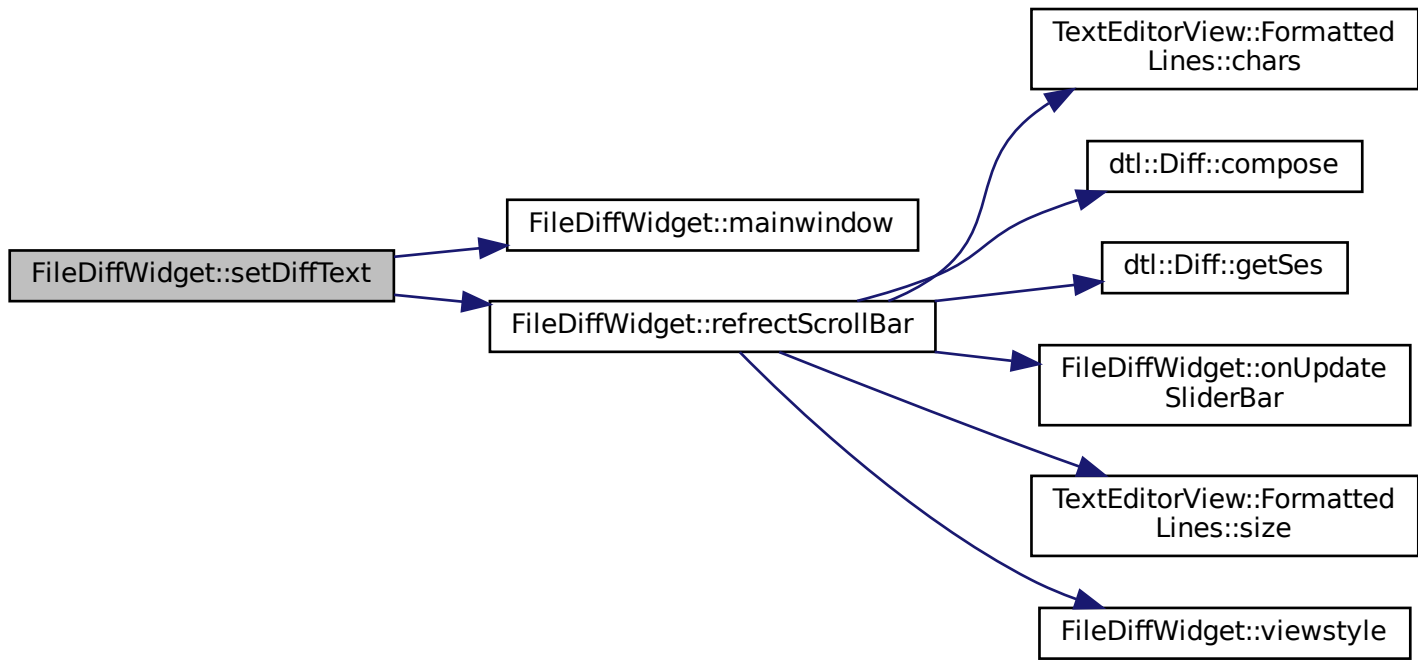 FileDiffWidget::setDiffText
FileDiffWidget::mainwindow
FileDiffWidget::refrectScrollBar
TextEditorView::Formatted
Lines::chars
dtl::Diff::compose
dtl::Diff::getSes
FileDiffWidget::onUpdate
SliderBar
TextEditorView::Formatted
Lines::size
FileDiffWidget::viewstyle